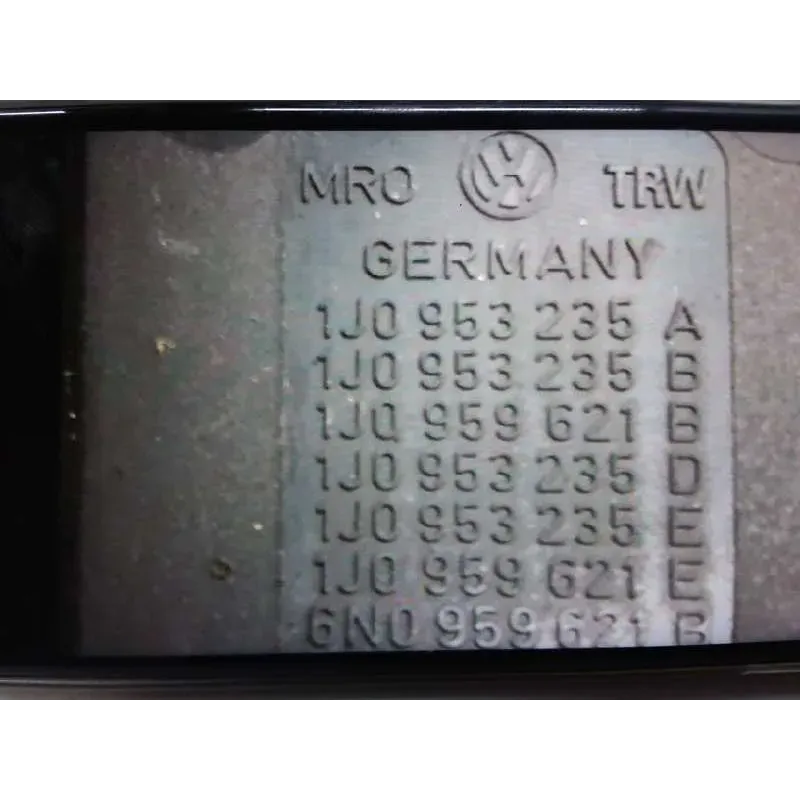 MRO VW TRW
GERMANY
1J0 953 235 A
1J0 953 235 B
1J0 959 621 B
1J0 953 235 D
1J0 953 235 E
1J0 959 621 E
6N0 959 621 B